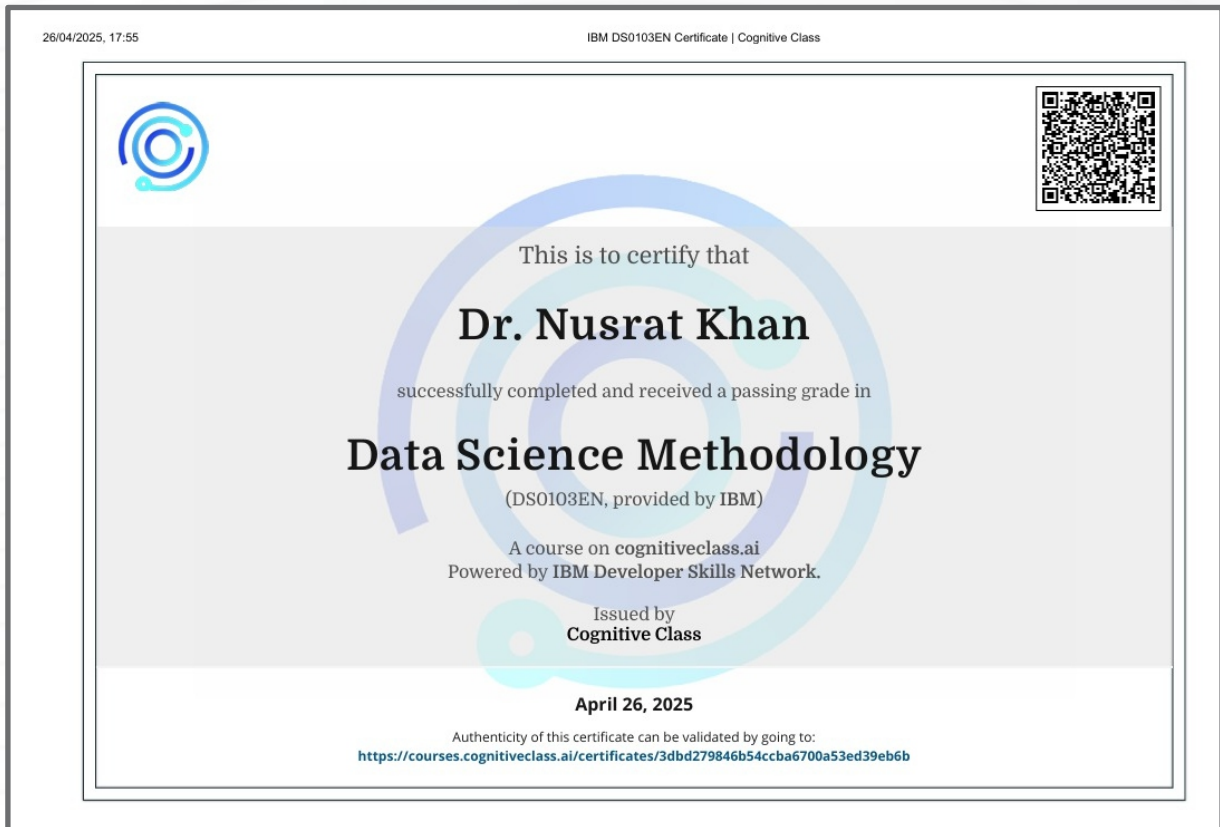 26/04/2025, 17:55
IBM DS0103EN Certificate | Cognitive Class
This is to certify that
Dr. Nusrat Khan
successfully completed and received a passing grade in
Data Science Methodology
(DS0103EN, provided by IBM)
A course on cognitiveclass.ai
Powered by IBM Developer Skills Network.
Issued by
Cognitive Class
April 26, 2025
Authenticity of this certificate can be validated by going to:
https://courses.cognitiveclass.ai/certificates/3dbd279846b54ccba6700a53ed39eb6b